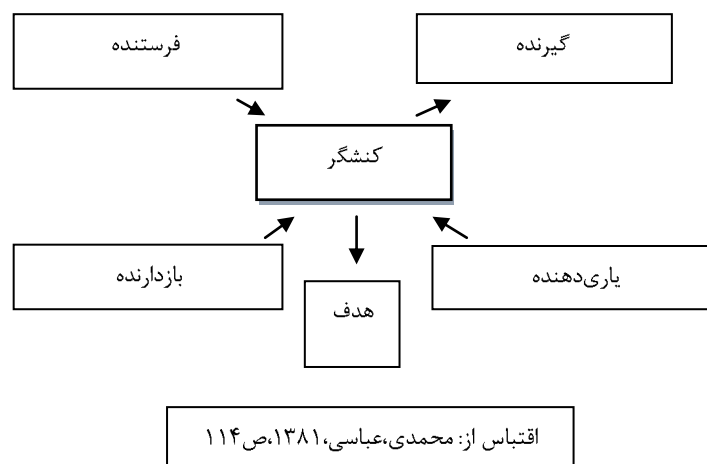 گیرنده
فرستنده
کنشگر
یاری‌دهنده
بازدارنده
هدف
اقتباس از: محمدی،عباسی،۱۳۸۱،ص۱۱۴